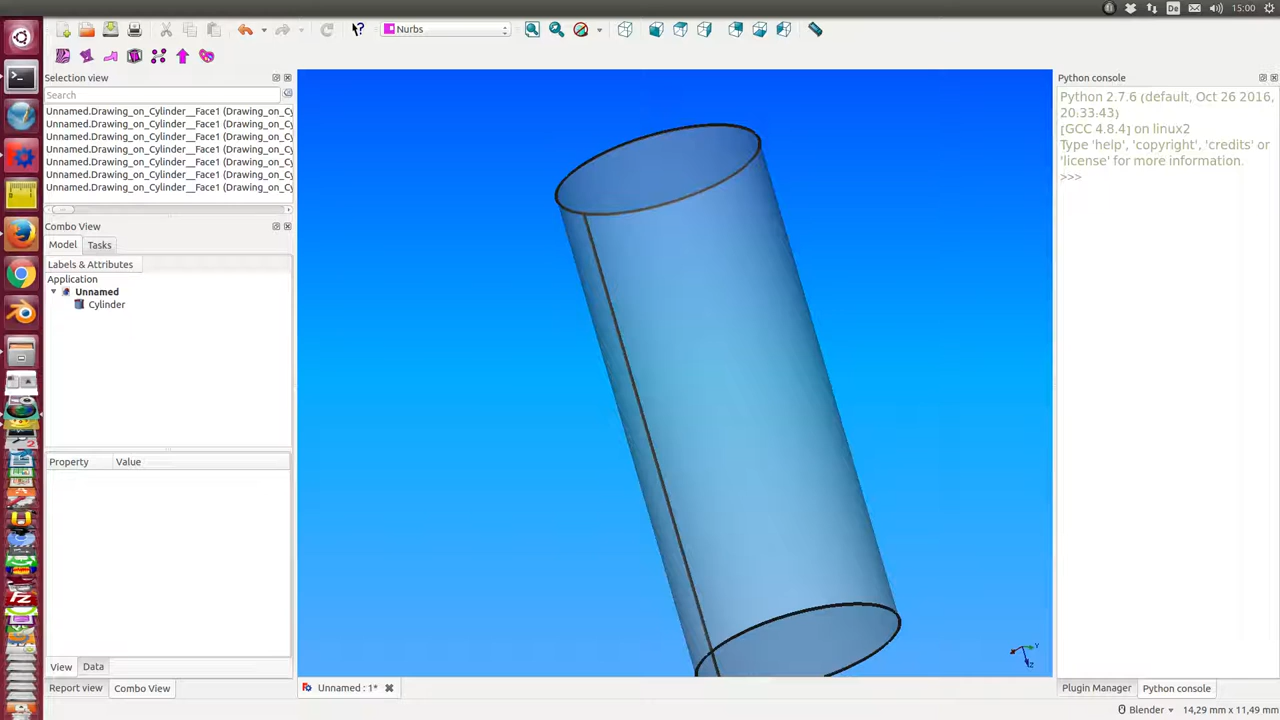 De
15:00
Nurbs
Selection view
Search
Unnamed.Drawing_on_Cylinder__Face1 (Drawing_on_Cy
Unnamed.Drawing_on_Cylinder__Face1 (Drawing_on_Cy
Unnamed.Drawing_on_Cylinder__Face1 (Drawing_on_Cy
Unnamed.Drawing_on_Cylinder__Face1 (Drawing_on_Cy
Unnamed.Drawing_on_Cylinder__Face1 (Drawing_on_Cy
Unnamed.Drawing_on_Cylinder__Face1 (Drawing_on_Cy
Unnamed.Drawing_on_Cylinder__Face1 (Drawing_on_Cy
Combo View
Model Tasks
Labels & Attributes
Application
Unnamed
Cylinder
Property Value
View Data
Report view Combo View
Unnamed : 1*
Y
Z
Python console
Python 2.7.6 (default, Oct 26 2016,
20:33:43)
[GCC 4.8.4] on linux2
Type 'help', 'copyright', 'credits' or
'license' for more information.
>>>
Plugin Manager Python console
Blender 14,29 mm x 11,49 mm